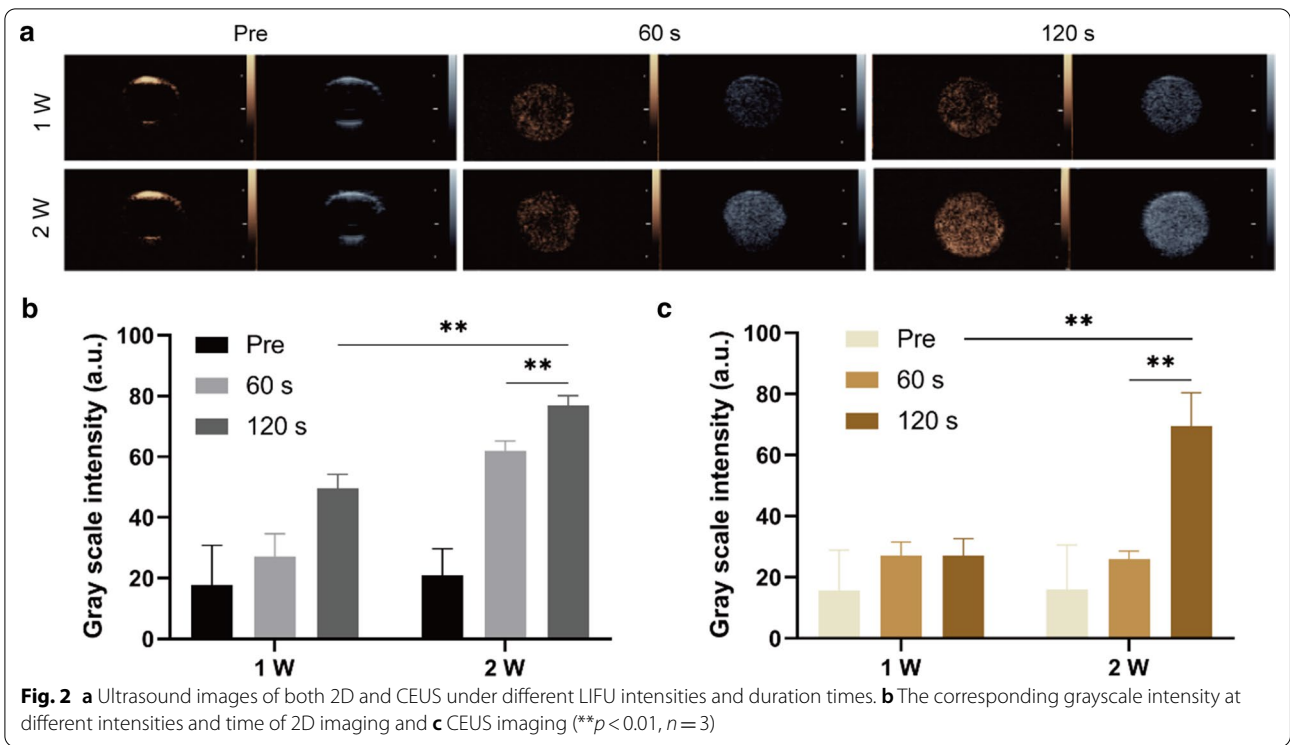 a
Pre 60 s 120 s
1 W
2 W
b
Gray scale intensity (a.u.)
100
80
60
40
20
0
Pre
60 s
120 s
**
**
1 W 2 W
c
Gray scale intensity (a.u.)
100
80
60
40
20
0
Pre
60 s
120 s
**
**
1 W 2 W
Fig. 2 a Ultrasound images of both 2D and CEUS under different LIFU intensities and duration times. b The corresponding grayscale intensity at
different intensities and time of 2D imaging and c CEUS imaging (**p < 0.01, n = 3)